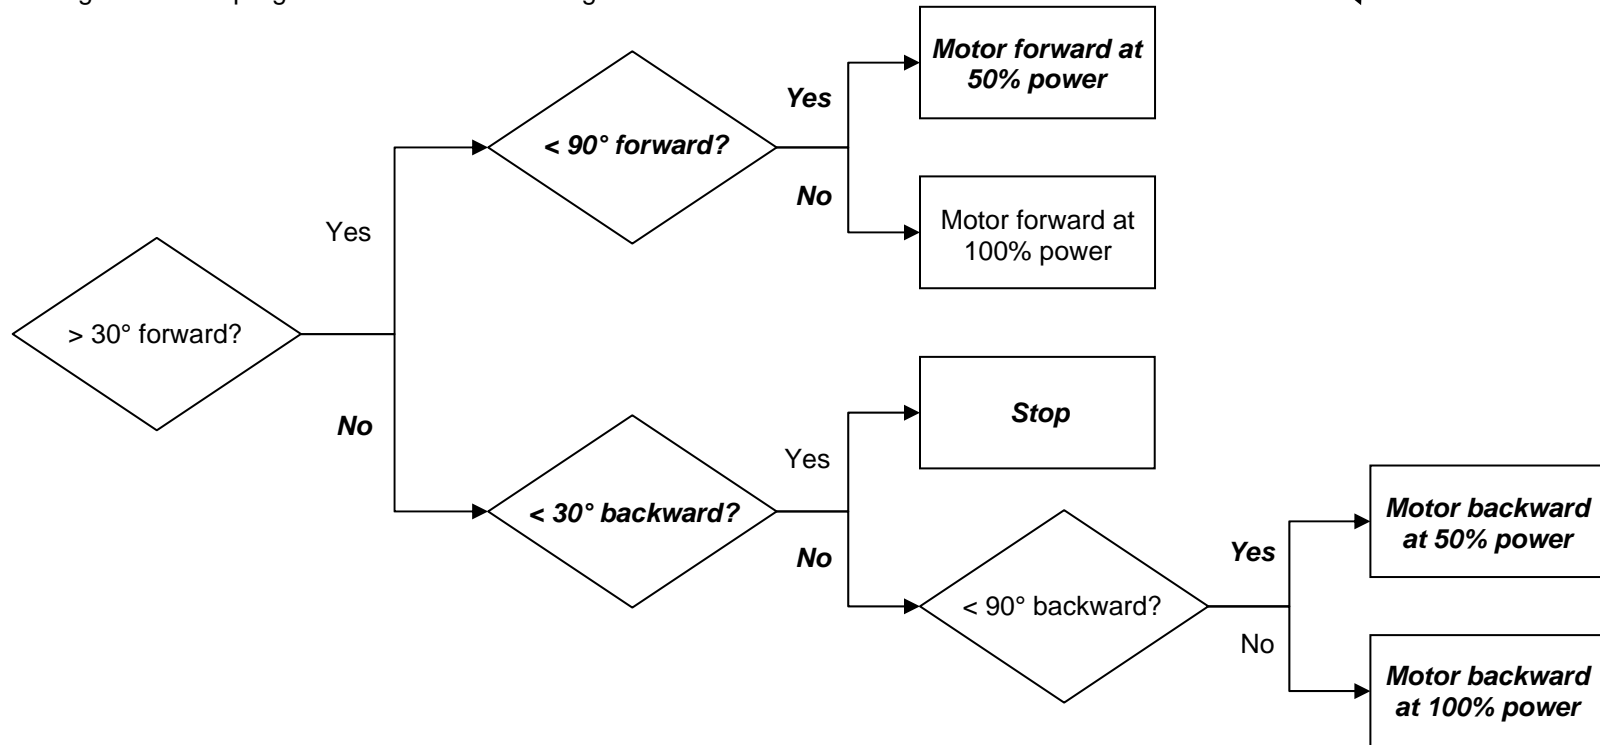 Motor forward at
50% power
Yes
< 90° forward?
No
Motor forward at
100% power
Yes
> 30° forward?
No
Stop
Yes
< 30° backward?
No
Motor backward
at 50% power
Yes
< 90° backward?
No
Motor backward
at 100% power